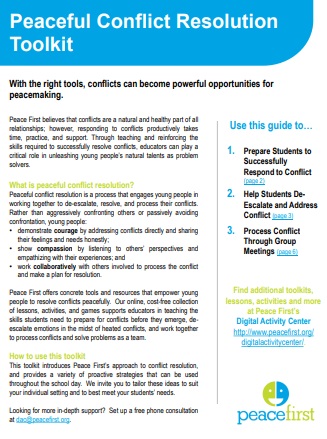 Peaceful Conflict Resolution
Toolkit
With the right tools, conflicts can become powerful opportunities for
peacemaking.
Peace First believes that conflicts are a natural and healthy part of all
relationships; however, responding to conflicts productively takes
time, practice, and support. Through teaching and reinforcing the
skills required to successfully resolve conflicts, educators can play a
critical role in unleashing young people's natural talents as problem
solvers.
What is peaceful conflict resolution?
Peaceful conflict resolution is a process that engages young people in
working together to de-escalate, resolve, and process their conflicts.
Rather than aggressively confronting others or passively avoiding
confrontation, young people:
• demonstrate courage by addressing conflicts directly and sharing
their feelings and needs honestly;
• show compassion by listening to others' perspectives and
empathizing with their experiences; and
• work collaboratively with others involved to process the conflict
and make a plan for resolution.
Peace First offers concrete tools and resources that empower young
people to resolve conflicts peacefully. Our online, cost-free collection
of lessons, activities, and games supports educators in teaching the
skills students need to prepare for conflicts before they emerge, de-
escalate emotions in the midst of heated conflicts, and work together
to process conflicts and solve problems as a team.
How to use this toolkit
This toolkit introduces Peace First's approach to conflict resolution,
and provides a variety of proactive strategies that can be used
throughout the school day. We invite you to tailor these ideas to suit
your individual setting and to best meet your students' needs.
Looking for more in-depth support? Set up a free phone consultation
at dac@peacefirst.org.
Use this guide to…
1. Prepare Students to
Successfully
Respond to Conflict
(page 2)
2. Help Students De-
Escalate and Address
Conflict (page 3)
3. Process Conflict
Through Group
Meetings (page 6)
Find additional toolkits,
lessons, activities and more
at Peace First's
Digital Activity Center
http://www.peacefirst.org/
digitalactivitycenter/.
peacefirst